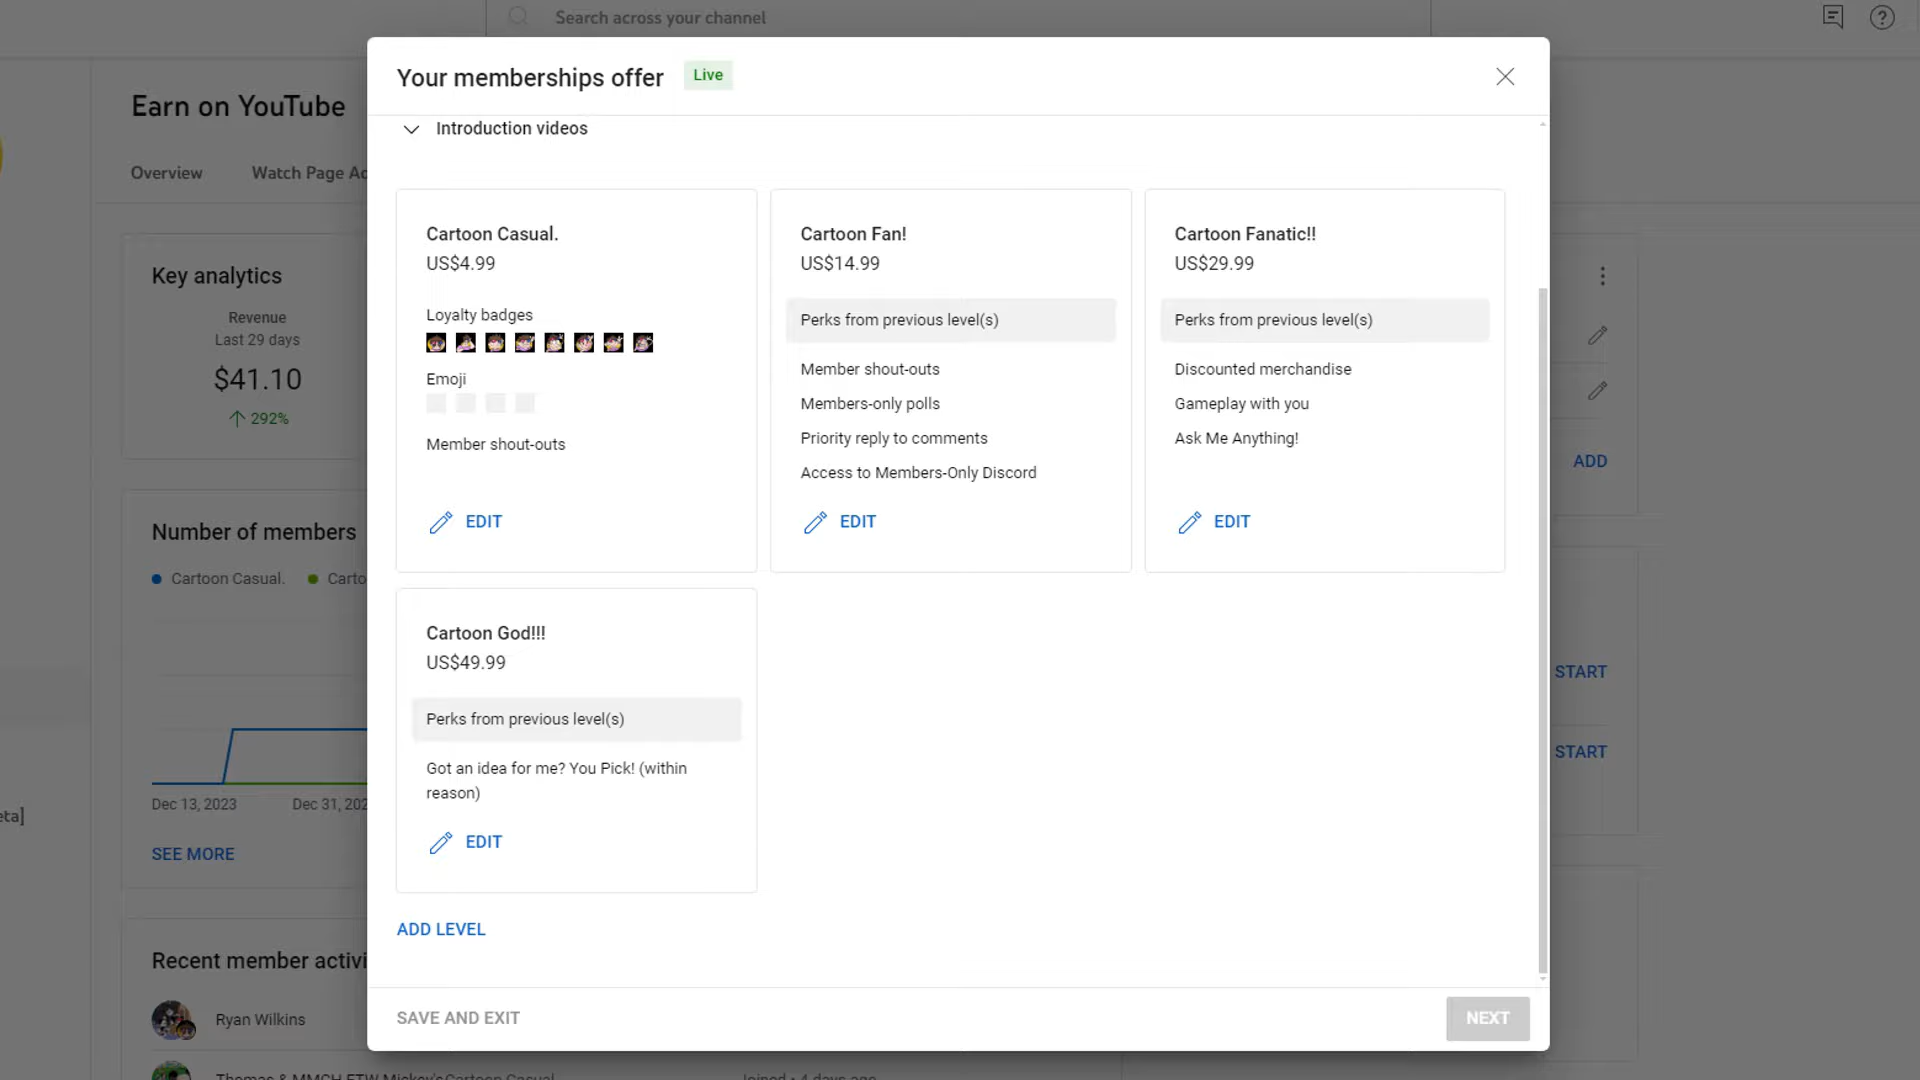 Search across your channel
Your memberships offer
Live
Earn on YouTube
Introduction videos
Overview
Watch Page
Cartoon Casual.
US$4.99
Loyalty badges
Emoji
Member shout-outs
EDIT
Cartoon Fan!
US$14.99
Perks from previous level(s)
Member shout-outs
Members-only polls
Priority reply to comments
Access to Members-Only Discord
EDIT
Cartoon Fanatic!!
US$29.99
Perks from previous level(s)
Discounted merchandise
Gameplay with you
Ask Me Anything!
EDIT
Key analytics
Revenue
Last 29 days
$41.10
292%
ADD
Number of members
Cartoon Casual.
Carto
Cartoon God!!!
US$49.99
Perks from previous level(s)
Got an idea for me? You Pick! (within
reason)
EDIT
START
START
Dec 13, 2023
Dec 31, 202
eta]
SEE MORE
ADD LEVEL
Recent member activi
Ryan Wilkins
SAVE AND EXIT
NEXT